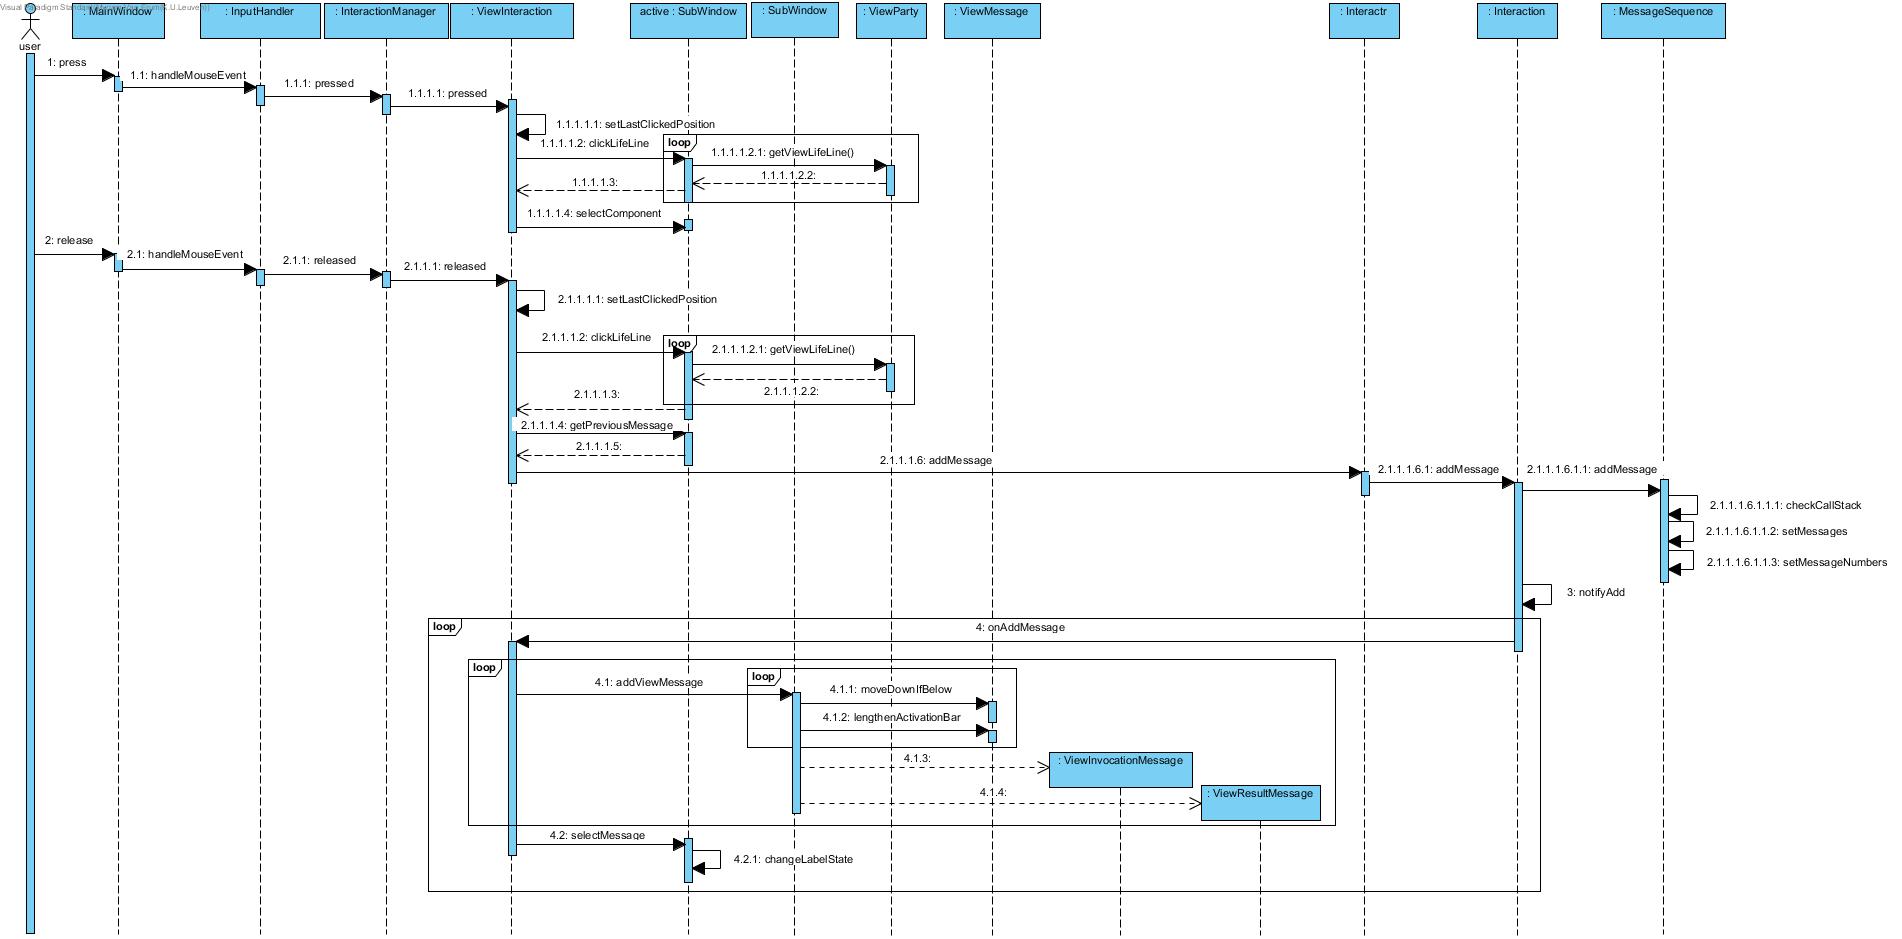 : MainWindow
: InputHandler
: InteractionManager
: ViewInteraction
active : SubWindow
: SubWindow
: ViewParty
: ViewMessage
: Interactr
: Interaction
: MessageSequence
user
1: press
1.1: handleMouseEvent
1.1.1: pressed
1.1.1.1: pressed
1.1.1.1.1: setLastClickedPosition
1.1.1.1.2: clickLifeLine
loop
1.1.1.1.2.1: getViewLifeLine()
1.1.1.1.2.2:
1.1.1.1.3:
1.1.1.1.4: selectComponent
2: release
2.1: handleMouseEvent
2.1.1: released
2.1.1.1: released
2.1.1.1.1: setLastClickedPosition
2.1.1.1.2: clickLifeLine
loop
2.1.1.1.2.1: getViewLifeLine()
2.1.1.1.2.2:
2.1.1.1.3:
2.1.1.1.4: getPreviousMessage
2.1.1.1.5:
2.1.1.1.6: addMessage
2.1.1.1.6.1: addMessage
2.1.1.1.6.1.1: addMessage
2.1.1.1.6.1.1.1: checkCallStack
2.1.1.1.6.1.1.2: setMessages
2.1.1.1.6.1.1.3: setMessageNumbers
3: notifyAdd
loop
4: onAddMessage
loop
4.1: addViewMessage
loop
4.1.1: moveDownIfBelow
4.1.2: lengthenActivationBar
4.1.3:
: ViewInvocationMessage
4.1.4:
: ViewResultMessage
4.2: selectMessage
4.2.1: changeLabelState